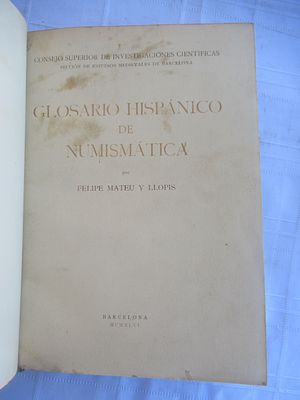 CONSEJO SUPERIOR DE INVESTIGACIONES CIENTIFICAS
SECCIÓN DE ESTUDIOS MEDIEVALES DE BARCELONA
GLOSARIO HISPÁNICO
DE
NUMISMÁTICA
por
FELIPE MATEU Y LLOPIS
BARCELONA
MCMXLVI